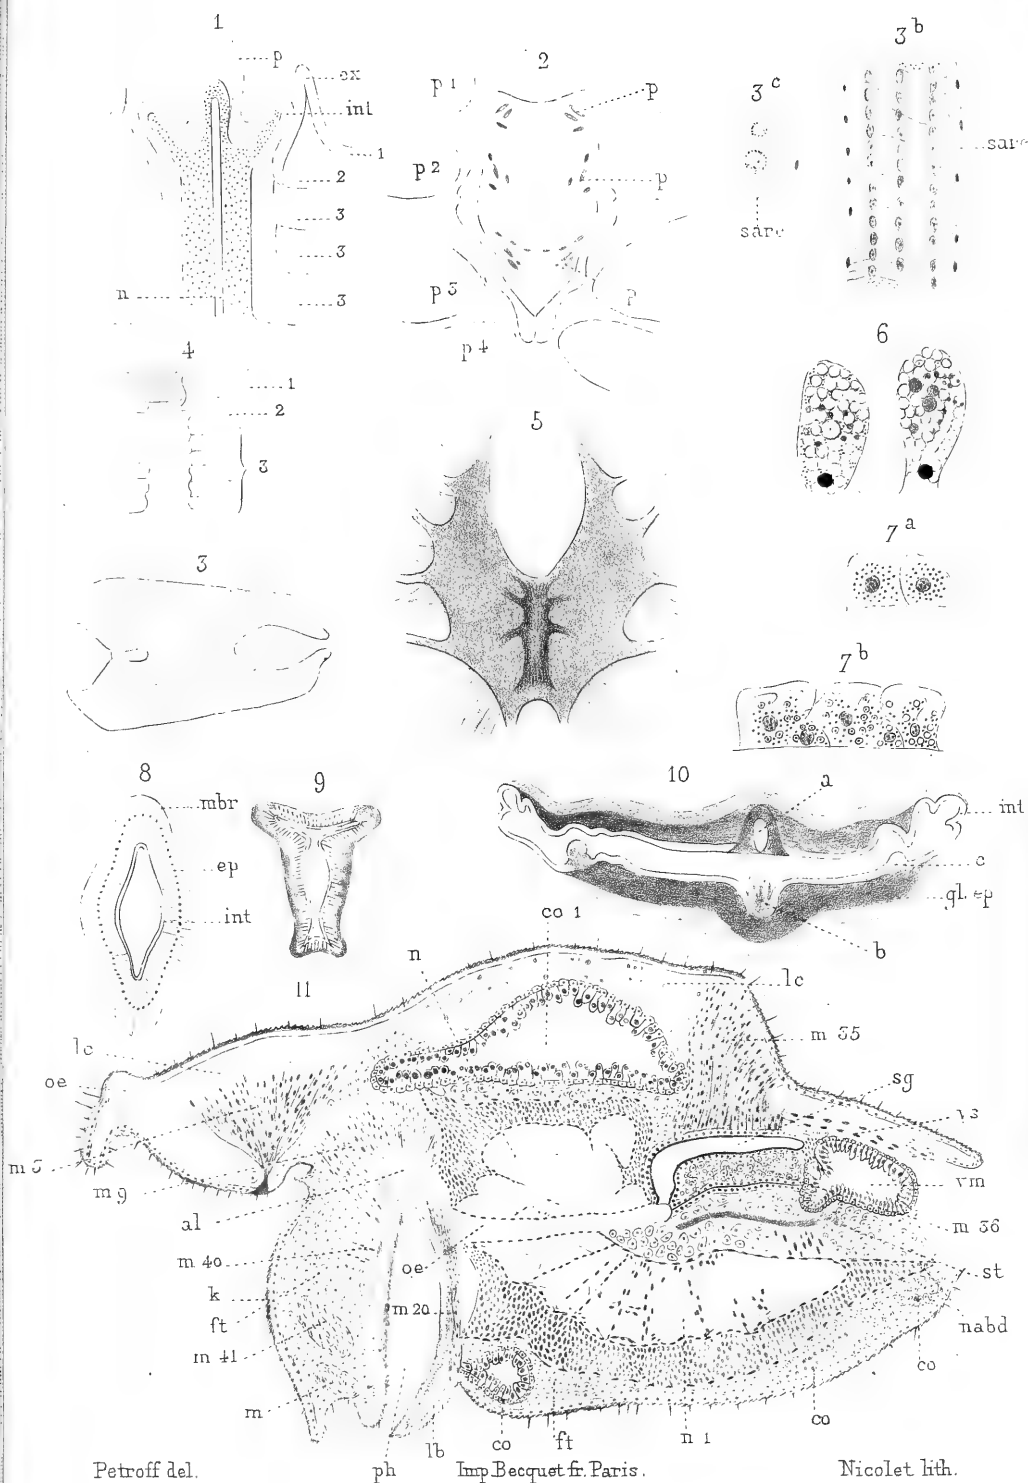 1
p
ex
int
1
2
3
3
3
n
2
p 1
p
p 2
p
p 3
p
p 4
3 c
sarc
3 b
sarc
4
1
2
3
5
6
7 a
3
7 b
8
mbr
ep
int
9
10
a
int
c
gl. ep
b
11
co 1
n
lc
lc
m 35
oe
sg
vs
m 5
m 9
vm
al
m 36
m 40
oe
st
k
m 20
ft
nabd
m 41
co
m
co
lb
co
ft
n 1
ph
Petroff del.
Imp. Becquet fr. Paris.
Nicolet lith.